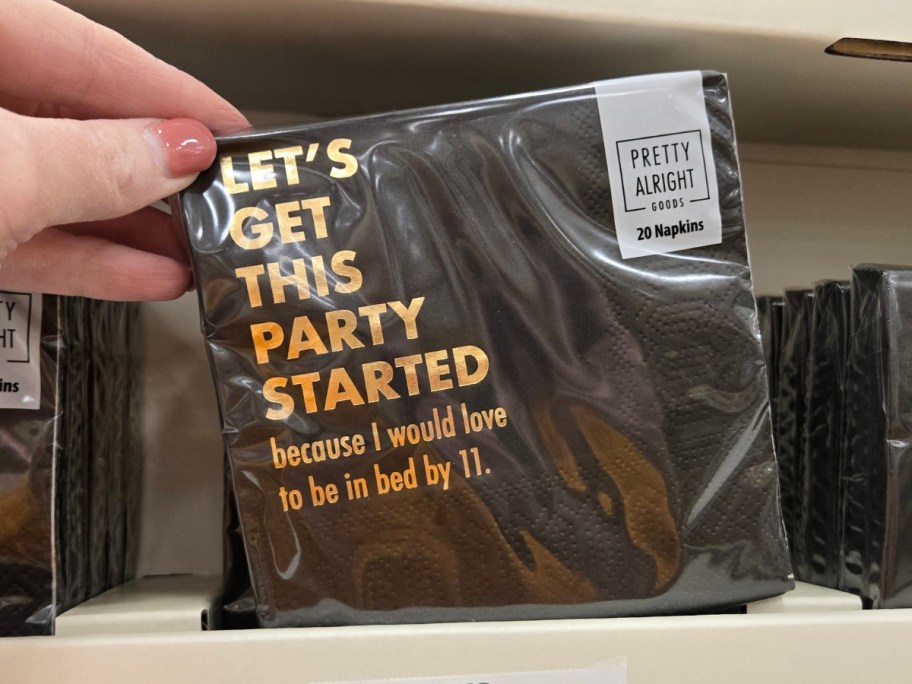 LET'S
GET
THIS
PARTY
STARTED
because I would love
to be in bed by 11.
PRETTY
ALRIGHT
GOODS
20 Napkins